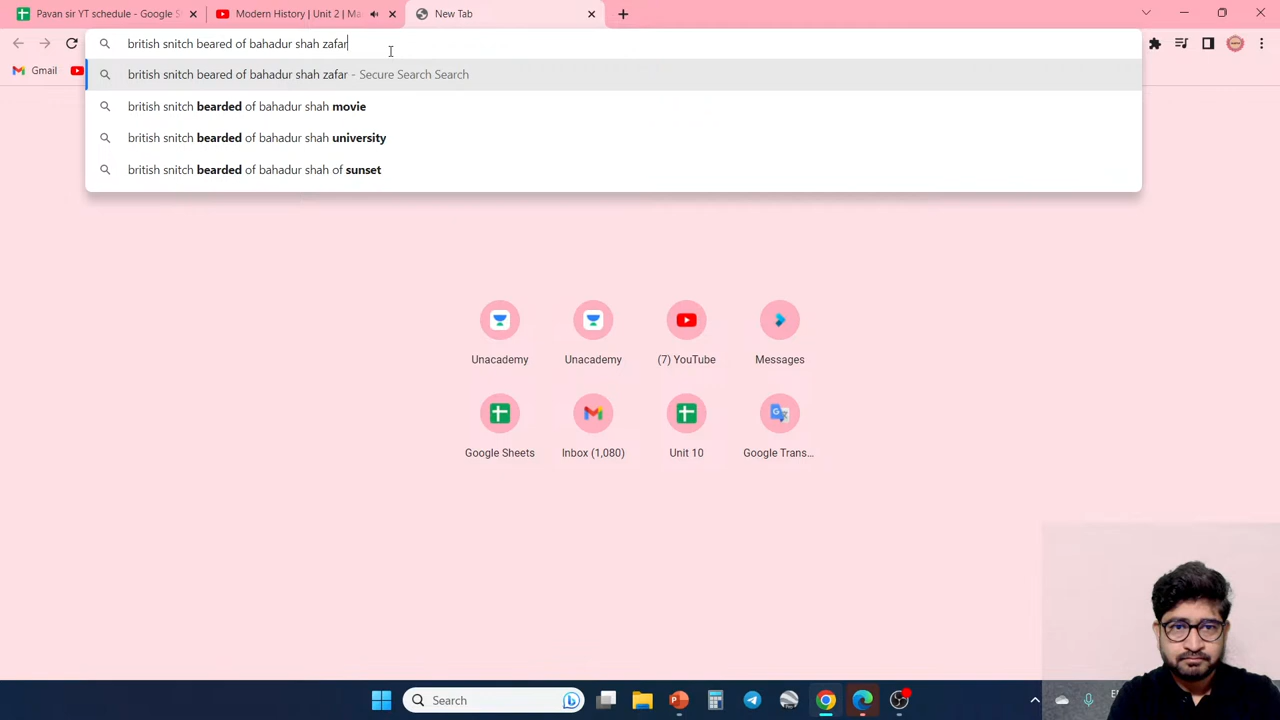 Pavan sir YT schedule - Google S
Modern History | Unit 2 | Ma
New Tab
british snitch beared of bahadur shah zafar
Gmail
british snitch beared of bahadur shah zafar - Secure Search Search
british snitch bearded of bahadur shah movie
british snitch bearded of bahadur shah university
british snitch bearded of bahadur shah of sunset
Unacademy
Unacademy
(7) YouTube
Messages
Google Sheets
Inbox (1,080)
Unit 10
Google Trans...
Search